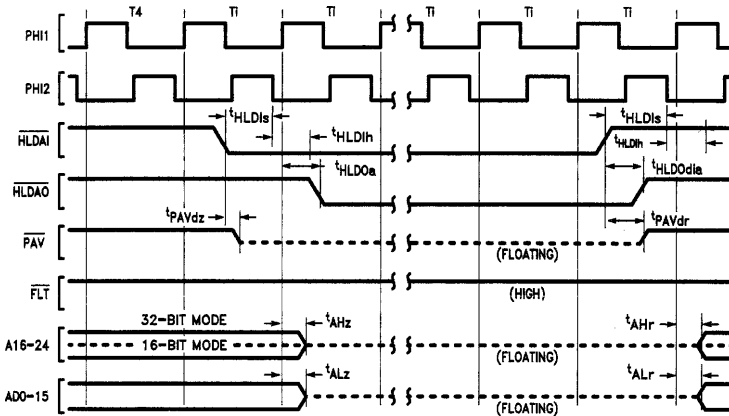 T4 Ti Ti Ti Ti Ti
PHI1
PHI2
tHLDIs tHLDIs
HLDAI
tHLDIh tHLDIh
tHLDOa tHLDOdia
HLDAO
tPAVdz tPAVdr
PAV
(FLOATING)
FLT
(HIGH)
32-BIT MODE tAHz tAHr
A16-24 16-BIT MODE (FLOATING)
tALz tALr
AD0-15 (FLOATING)